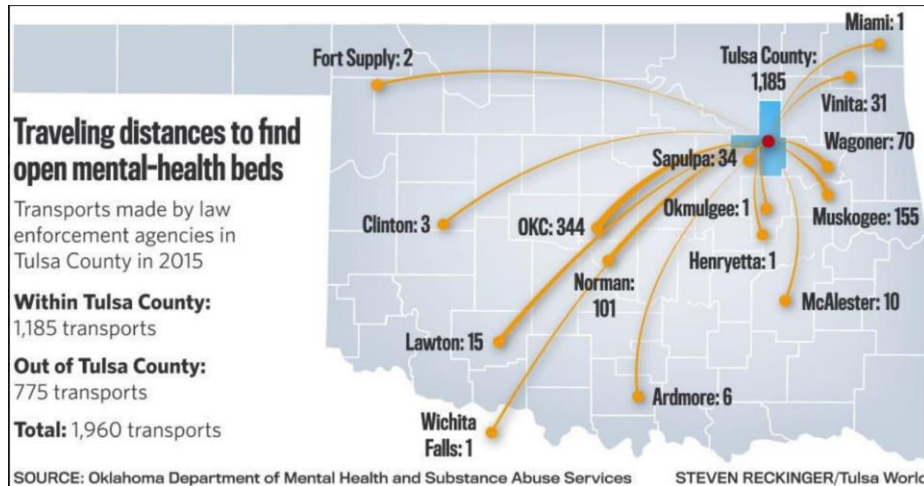 Miami: 1
Tulsa County:
1,185
Fort Supply: 2
Vinita: 31
Traveling distances to find
open mental-health beds
Wagoner: 70
Sapulpa: 34
Transports made by law
enforcement agencies in
Tulsa County in 2015
Clinton: 3
OKC: 344
Okmulgee: 1
Muskogee: 155
Henryetta: 1
Norman:
101
McAlester: 10
Within Tulsa County:
1,185 transports
Lawton: 15
Out of Tulsa County:
775 transports
Ardmore: 6
Total: 1,960 transports
Wichita
Falls: 1
SOURCE: Oklahoma Department of Mental Health and Substance Abuse Services
STEVEN RECKINGER/Tulsa Worl